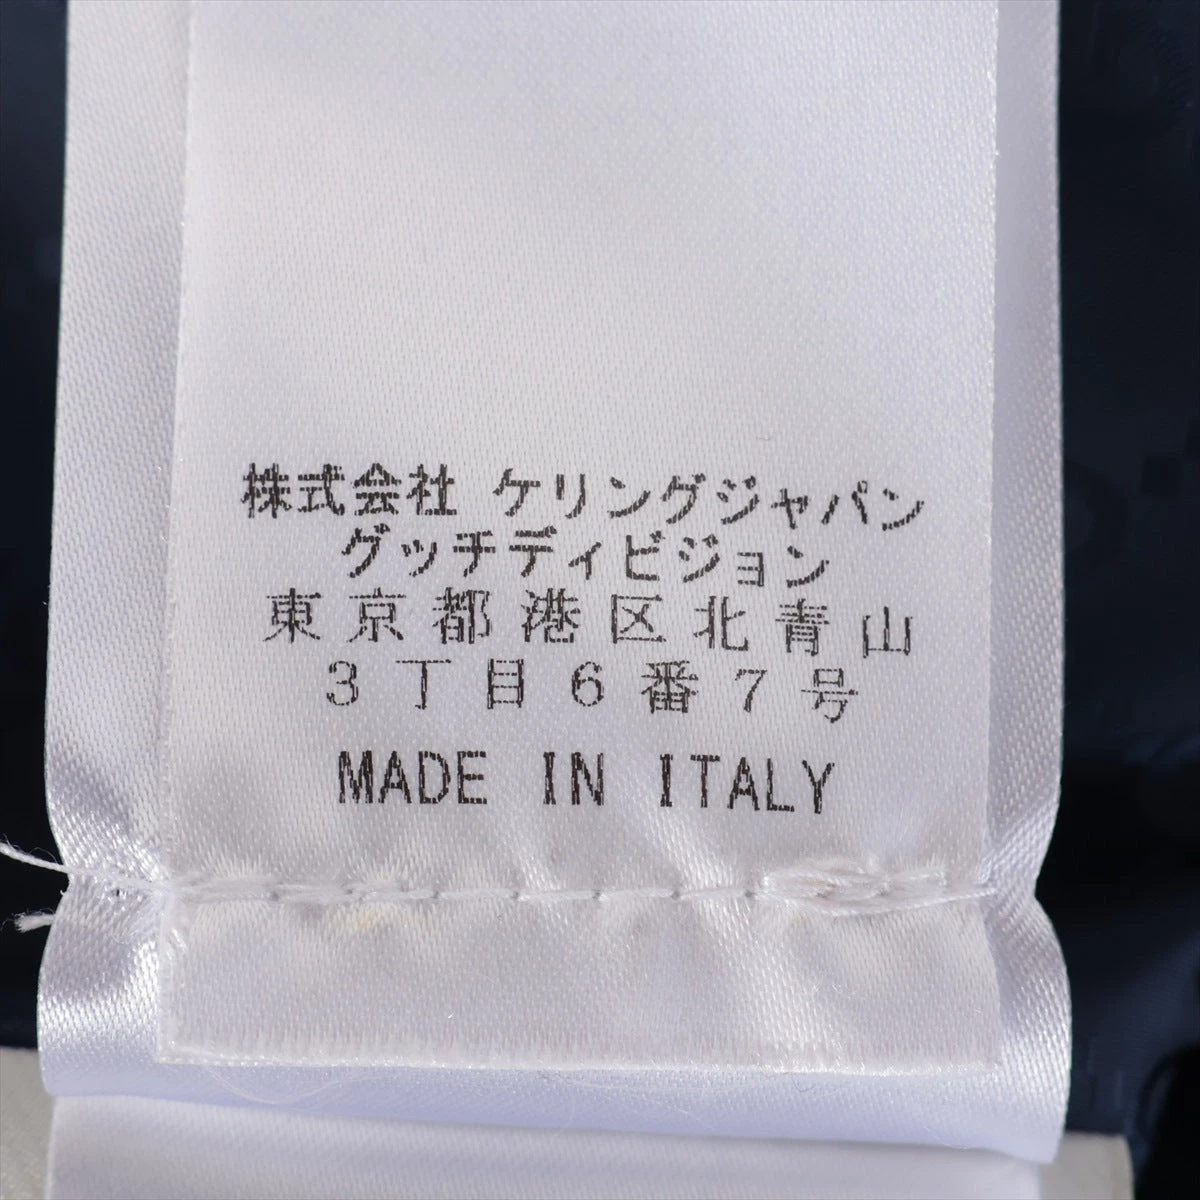 株式会社 ケリングジャパン
グッチディビジョン
東京都港区北青山
3丁目6番7号
MADE IN ITALY